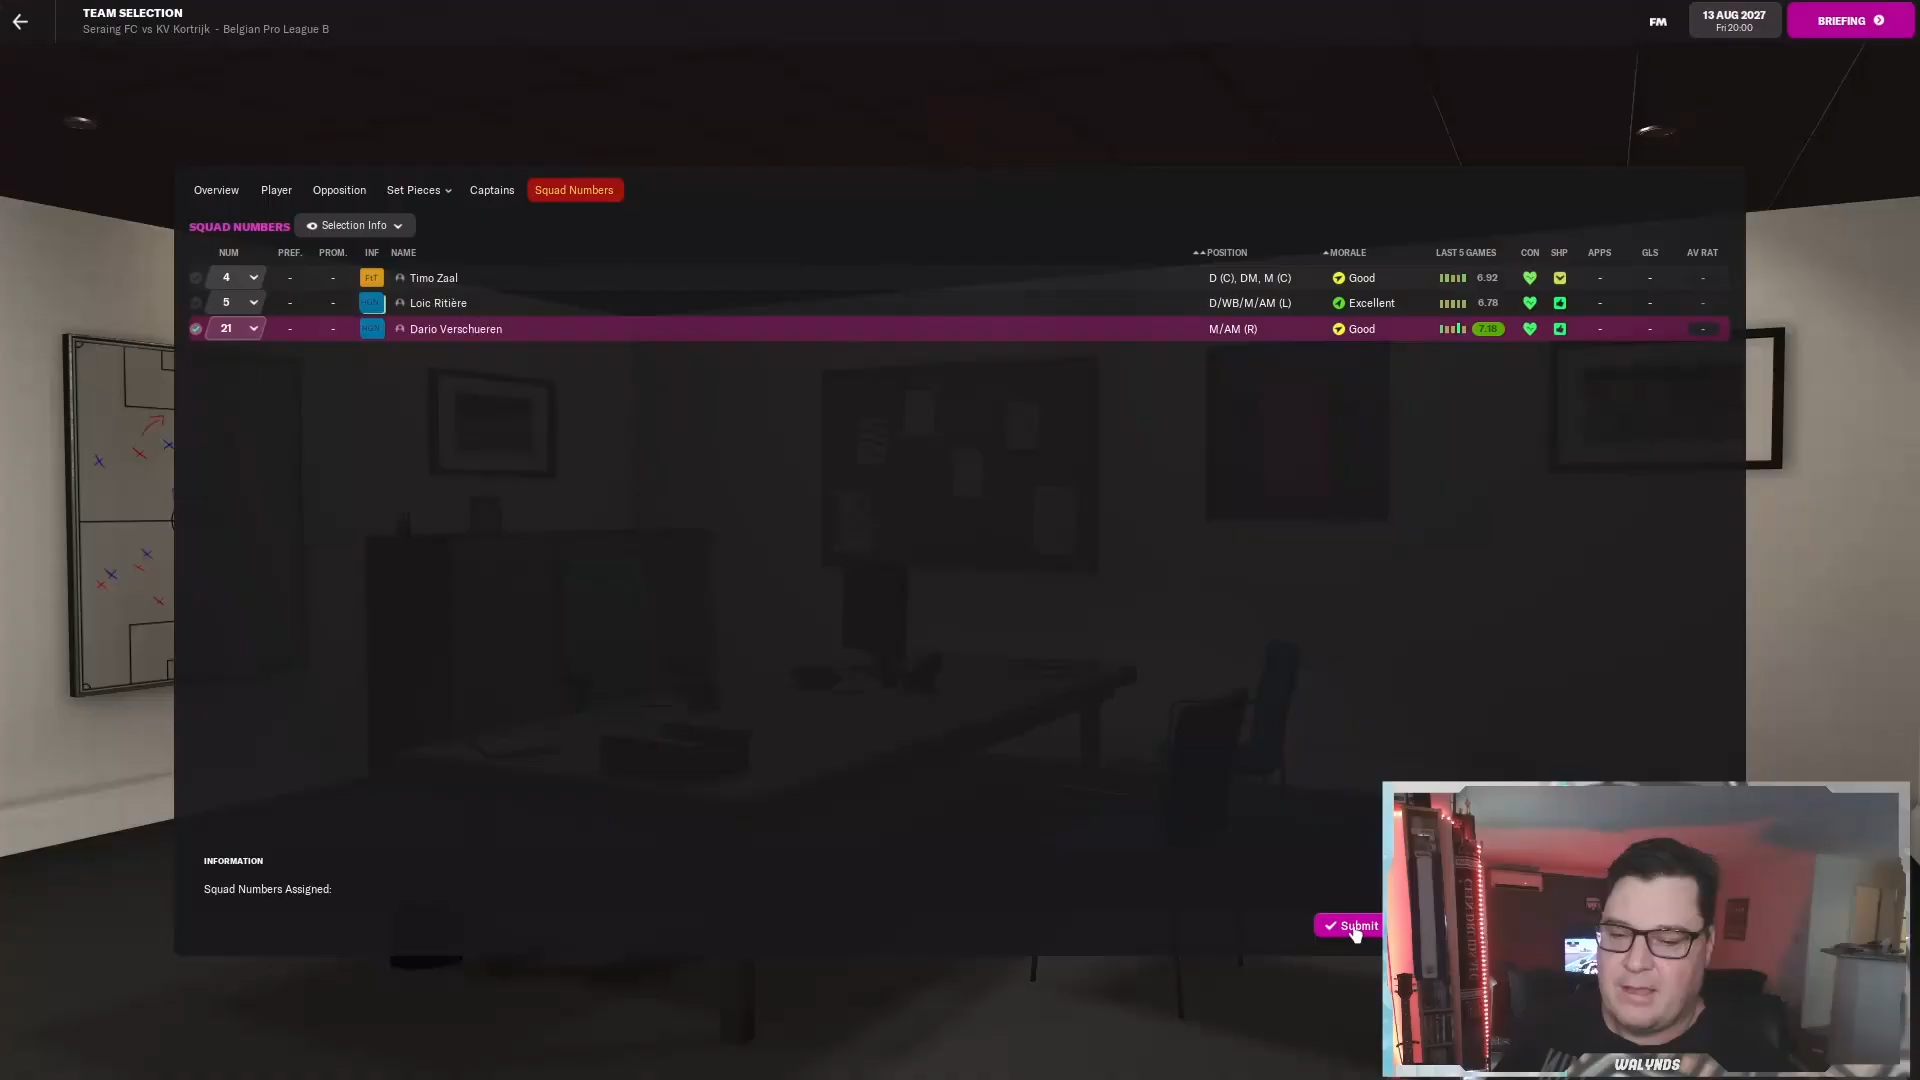 TEAM SELECTION
Seraing FC vs KV Kortrijk - Belgian Pro League B
FM
13 AUG 2027
Fri 20:00
BRIEFING
Overview Player Opposition Set Pieces Captains Squad Numbers
SQUAD NUMBERS Selection Info
NUM PREF. PROM. INF NAME POSITION MORALE LAST 5 GAMES CON SHP APPS GLS AV RAT
4 - - FtT Timo Zaal D (C), DM, M (C) Good 6.92 - - -
5 - - HGN Loic Ritière D/WB/M/AM (L) Excellent 6.78 - - -
21 - - HGN Dario Verschueren M/AM (R) Good 7.18 - - -
INFORMATION
Squad Numbers Assigned:
Submit
WALYNDS